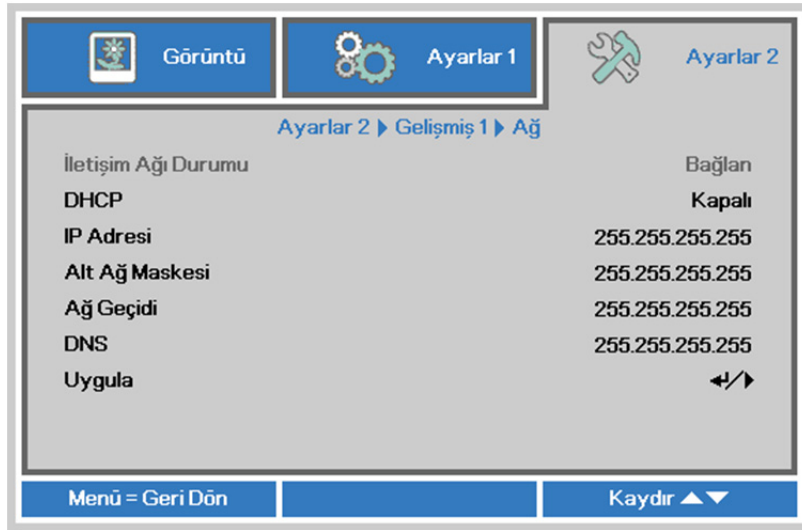 Görüntü
Ayarlar 1
Ayarlar 2
Ayarlar 2 ▶ Gelişmiş 1 ▶ Ağ
İletişim Ağı Durumu Bağlan
DHCP Kapalı
IP Adresi 255.255.255.255
Alt Ağ Maskesi 255.255.255.255
Ağ Geçidi 255.255.255.255
DNS 255.255.255.255
Uygula ↵/▶
Menü = Geri Dön
Kaydır ▲▼